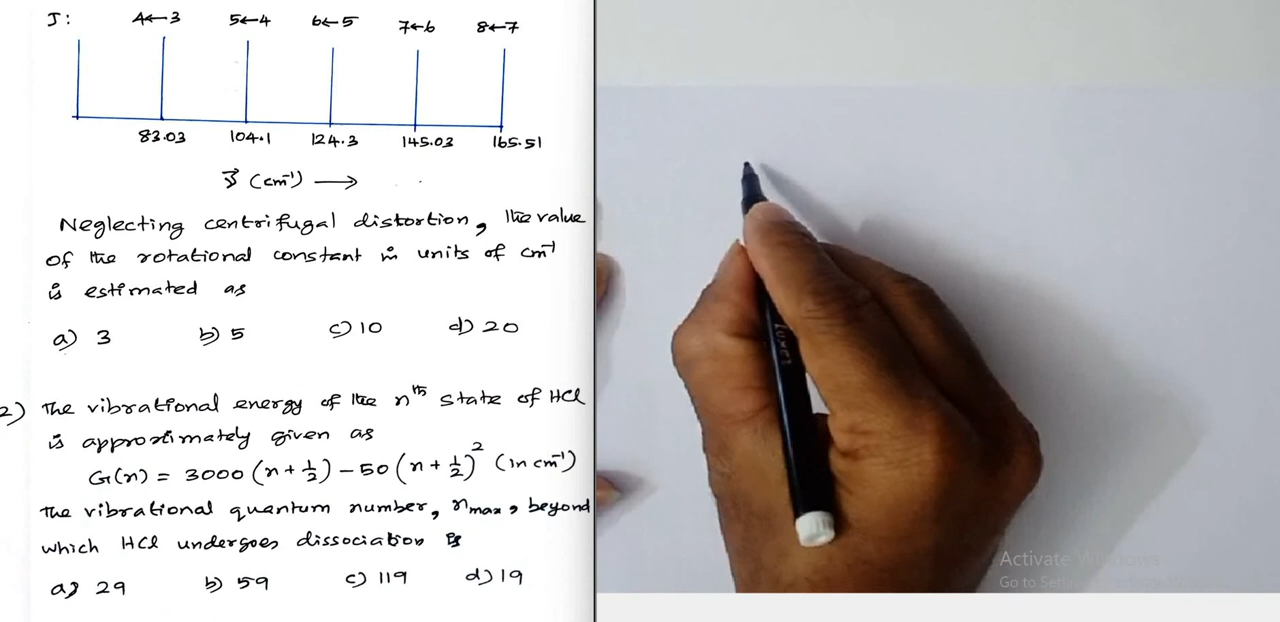 J: 4←3 5←4 6←5 7←6 8←7
83.03 104.1 124.3 145.03 165.51
ν̄ (cm⁻¹) ⟶
Neglecting centrifugal distortion, the value
of the rotational constant in units of cm⁻¹
is estimated as
a) 3 b) 5 c) 10 d) 20
2) The vibrational energy of the nᵗʰ state of HCl
is approximately given as
G(n) = 3000 (n + ½) − 50 (n + ½)² (in cm⁻¹)
The vibrational quantum number, nmax, beyond
which HCl undergoes dissociation is
a) 29 b) 59 c) 119 d) 19
LUXOR
Activate Windows